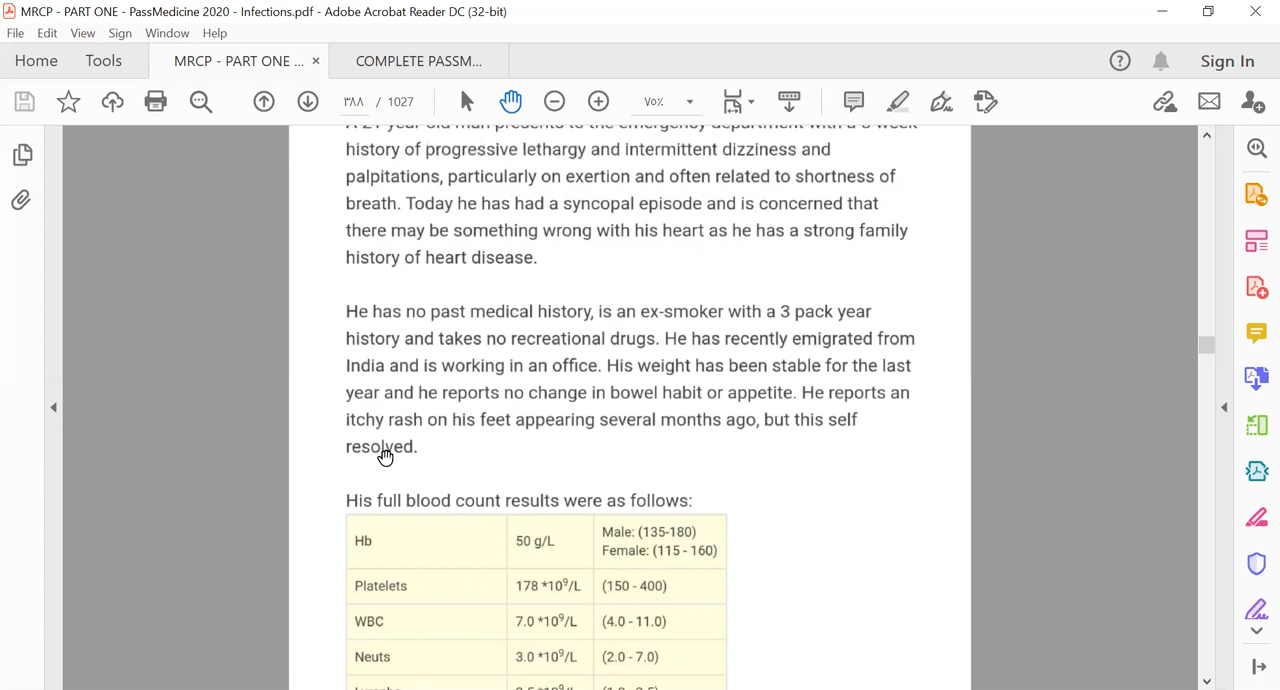 MRCP - PART ONE - PassMedicine 2020 - Infections.pdf - Adobe Acrobat Reader DC (32-bit)
File Edit View Sign Window Help
Home Tools MRCP - PART ONE ... × COMPLETE PASSM... Sign In
٣٨٨ / 1027 ٧٥٪
history of progressive lethargy and intermittent dizziness and
palpitations, particularly on exertion and often related to shortness of
breath. Today he has had a syncopal episode and is concerned that
there may be something wrong with his heart as he has a strong family
history of heart disease.
He has no past medical history, is an ex-smoker with a 3 pack year
history and takes no recreational drugs. He has recently emigrated from
India and is working in an office. His weight has been stable for the last
year and he reports no change in bowel habit or appetite. He reports an
itchy rash on his feet appearing several months ago, but this self
resolved.
His full blood count results were as follows:
Hb 50 g/L Male: (135-180)
Female: (115 - 160)
Platelets 178 *10⁹/L (150 - 400)
WBC 7.0 *10⁹/L (4.0 - 11.0)
Neuts 3.0 *10⁹/L (2.0 - 7.0)